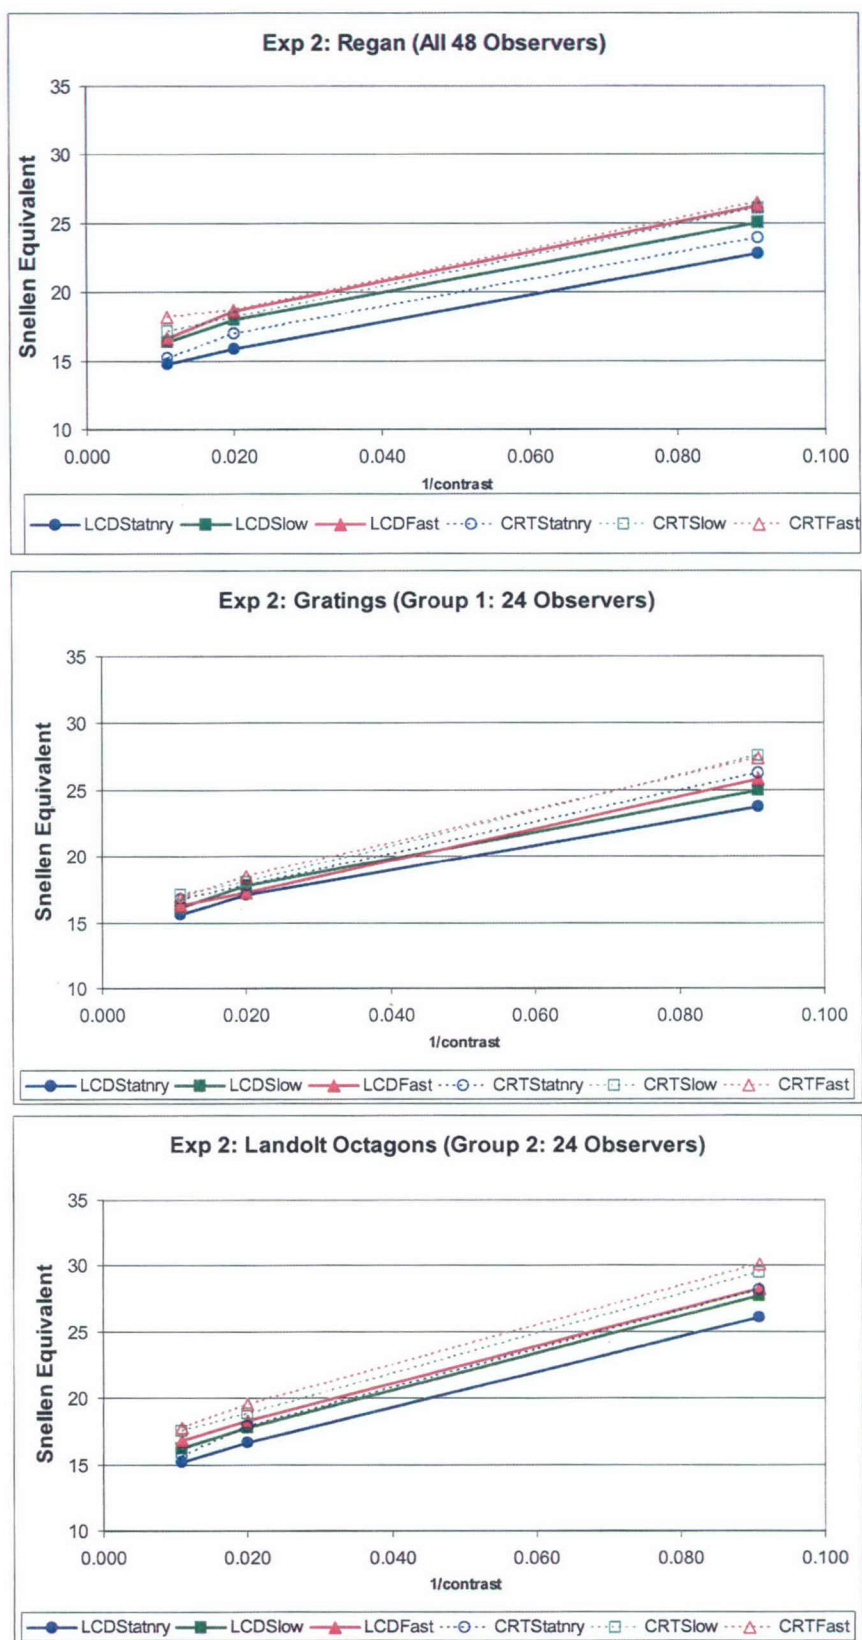 Exp 2: Regan (All 48 Observers)
35
30
25
20
15
10
Snellen Equivalent
0.000 0.020 0.040 0.060 0.080 0.100
1/contrast
LCDStatnry LCDSlow LCDFast CRTStatnry CRTSlow CRTFast
Exp 2: Gratings (Group 1: 24 Observers)
35
30
25
20
15
10
Snellen Equivalent
0.000 0.020 0.040 0.060 0.080 0.100
1/contrast
LCDStatnry LCDSlow LCDFast CRTStatnry CRTSlow CRTFast
Exp 2: Landolt Octagons (Group 2: 24 Observers)
35
30
25
20
15
10
Snellen Equivalent
0.000 0.020 0.040 0.060 0.080 0.100
1/contrast
LCDStatnry LCDSlow LCDFast CRTStatnry CRTSlow CRTFast